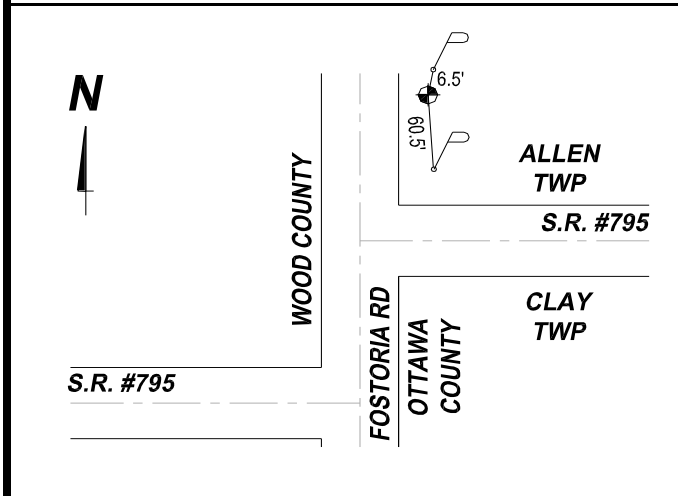 N
6.5'
60.5'
ALLEN
TWP
WOOD COUNTY
S.R. #795
CLAY
TWP
FOSTORIA RD
OTTAWA
COUNTY
S.R. #795